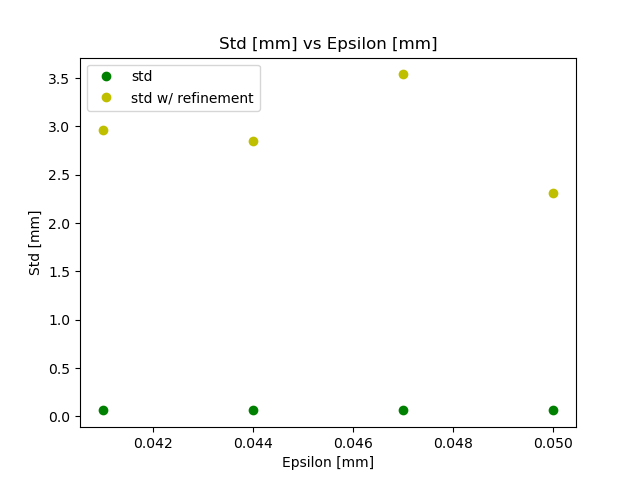 Std [mm] vs Epsilon [mm]
std
std w/ refinement
3.5
3.0
2.5
2.0
1.5
1.0
0.5
0.0
Std [mm]
0.042
0.044
0.046
0.048
0.050
Epsilon [mm]